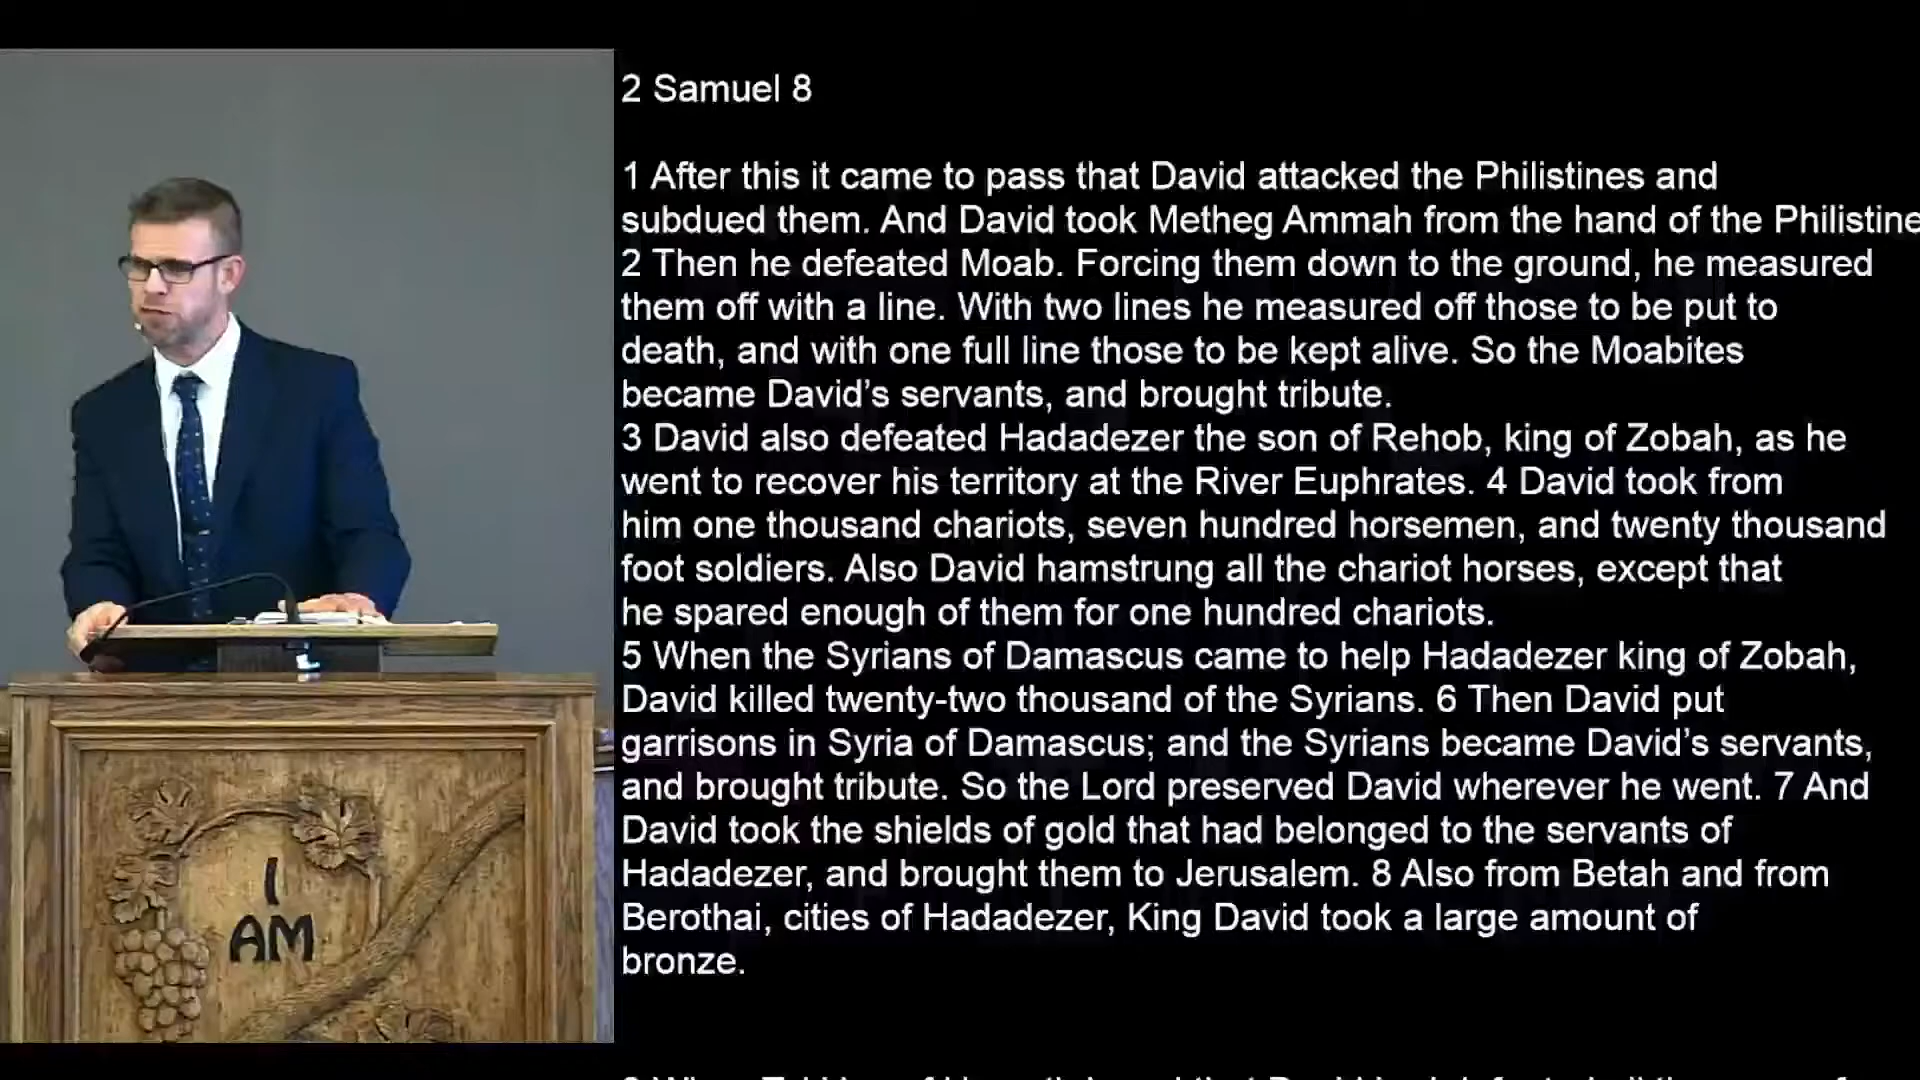 2 Samuel 8
1 After this it came to pass that David attacked the Philistines and
subdued them. And David took Metheg Ammah from the hand of the Philistine
2 Then he defeated Moab. Forcing them down to the ground, he measured
them off with a line. With two lines he measured off those to be put to
death, and with one full line those to be kept alive. So the Moabites
became David’s servants, and brought tribute.
3 David also defeated Hadadezer the son of Rehob, king of Zobah, as he
went to recover his territory at the River Euphrates. 4 David took from
him one thousand chariots, seven hundred horsemen, and twenty thousand
foot soldiers. Also David hamstrung all the chariot horses, except that
he spared enough of them for one hundred chariots.
5 When the Syrians of Damascus came to help Hadadezer king of Zobah,
David killed twenty-two thousand of the Syrians. 6 Then David put
garrisons in Syria of Damascus; and the Syrians became David’s servants,
and brought tribute. So the Lord preserved David wherever he went. 7 And
David took the shields of gold that had belonged to the servants of
Hadadezer, and brought them to Jerusalem. 8 Also from Betah and from
Berothai, cities of Hadadezer, King David took a large amount of
bronze.
I
AM